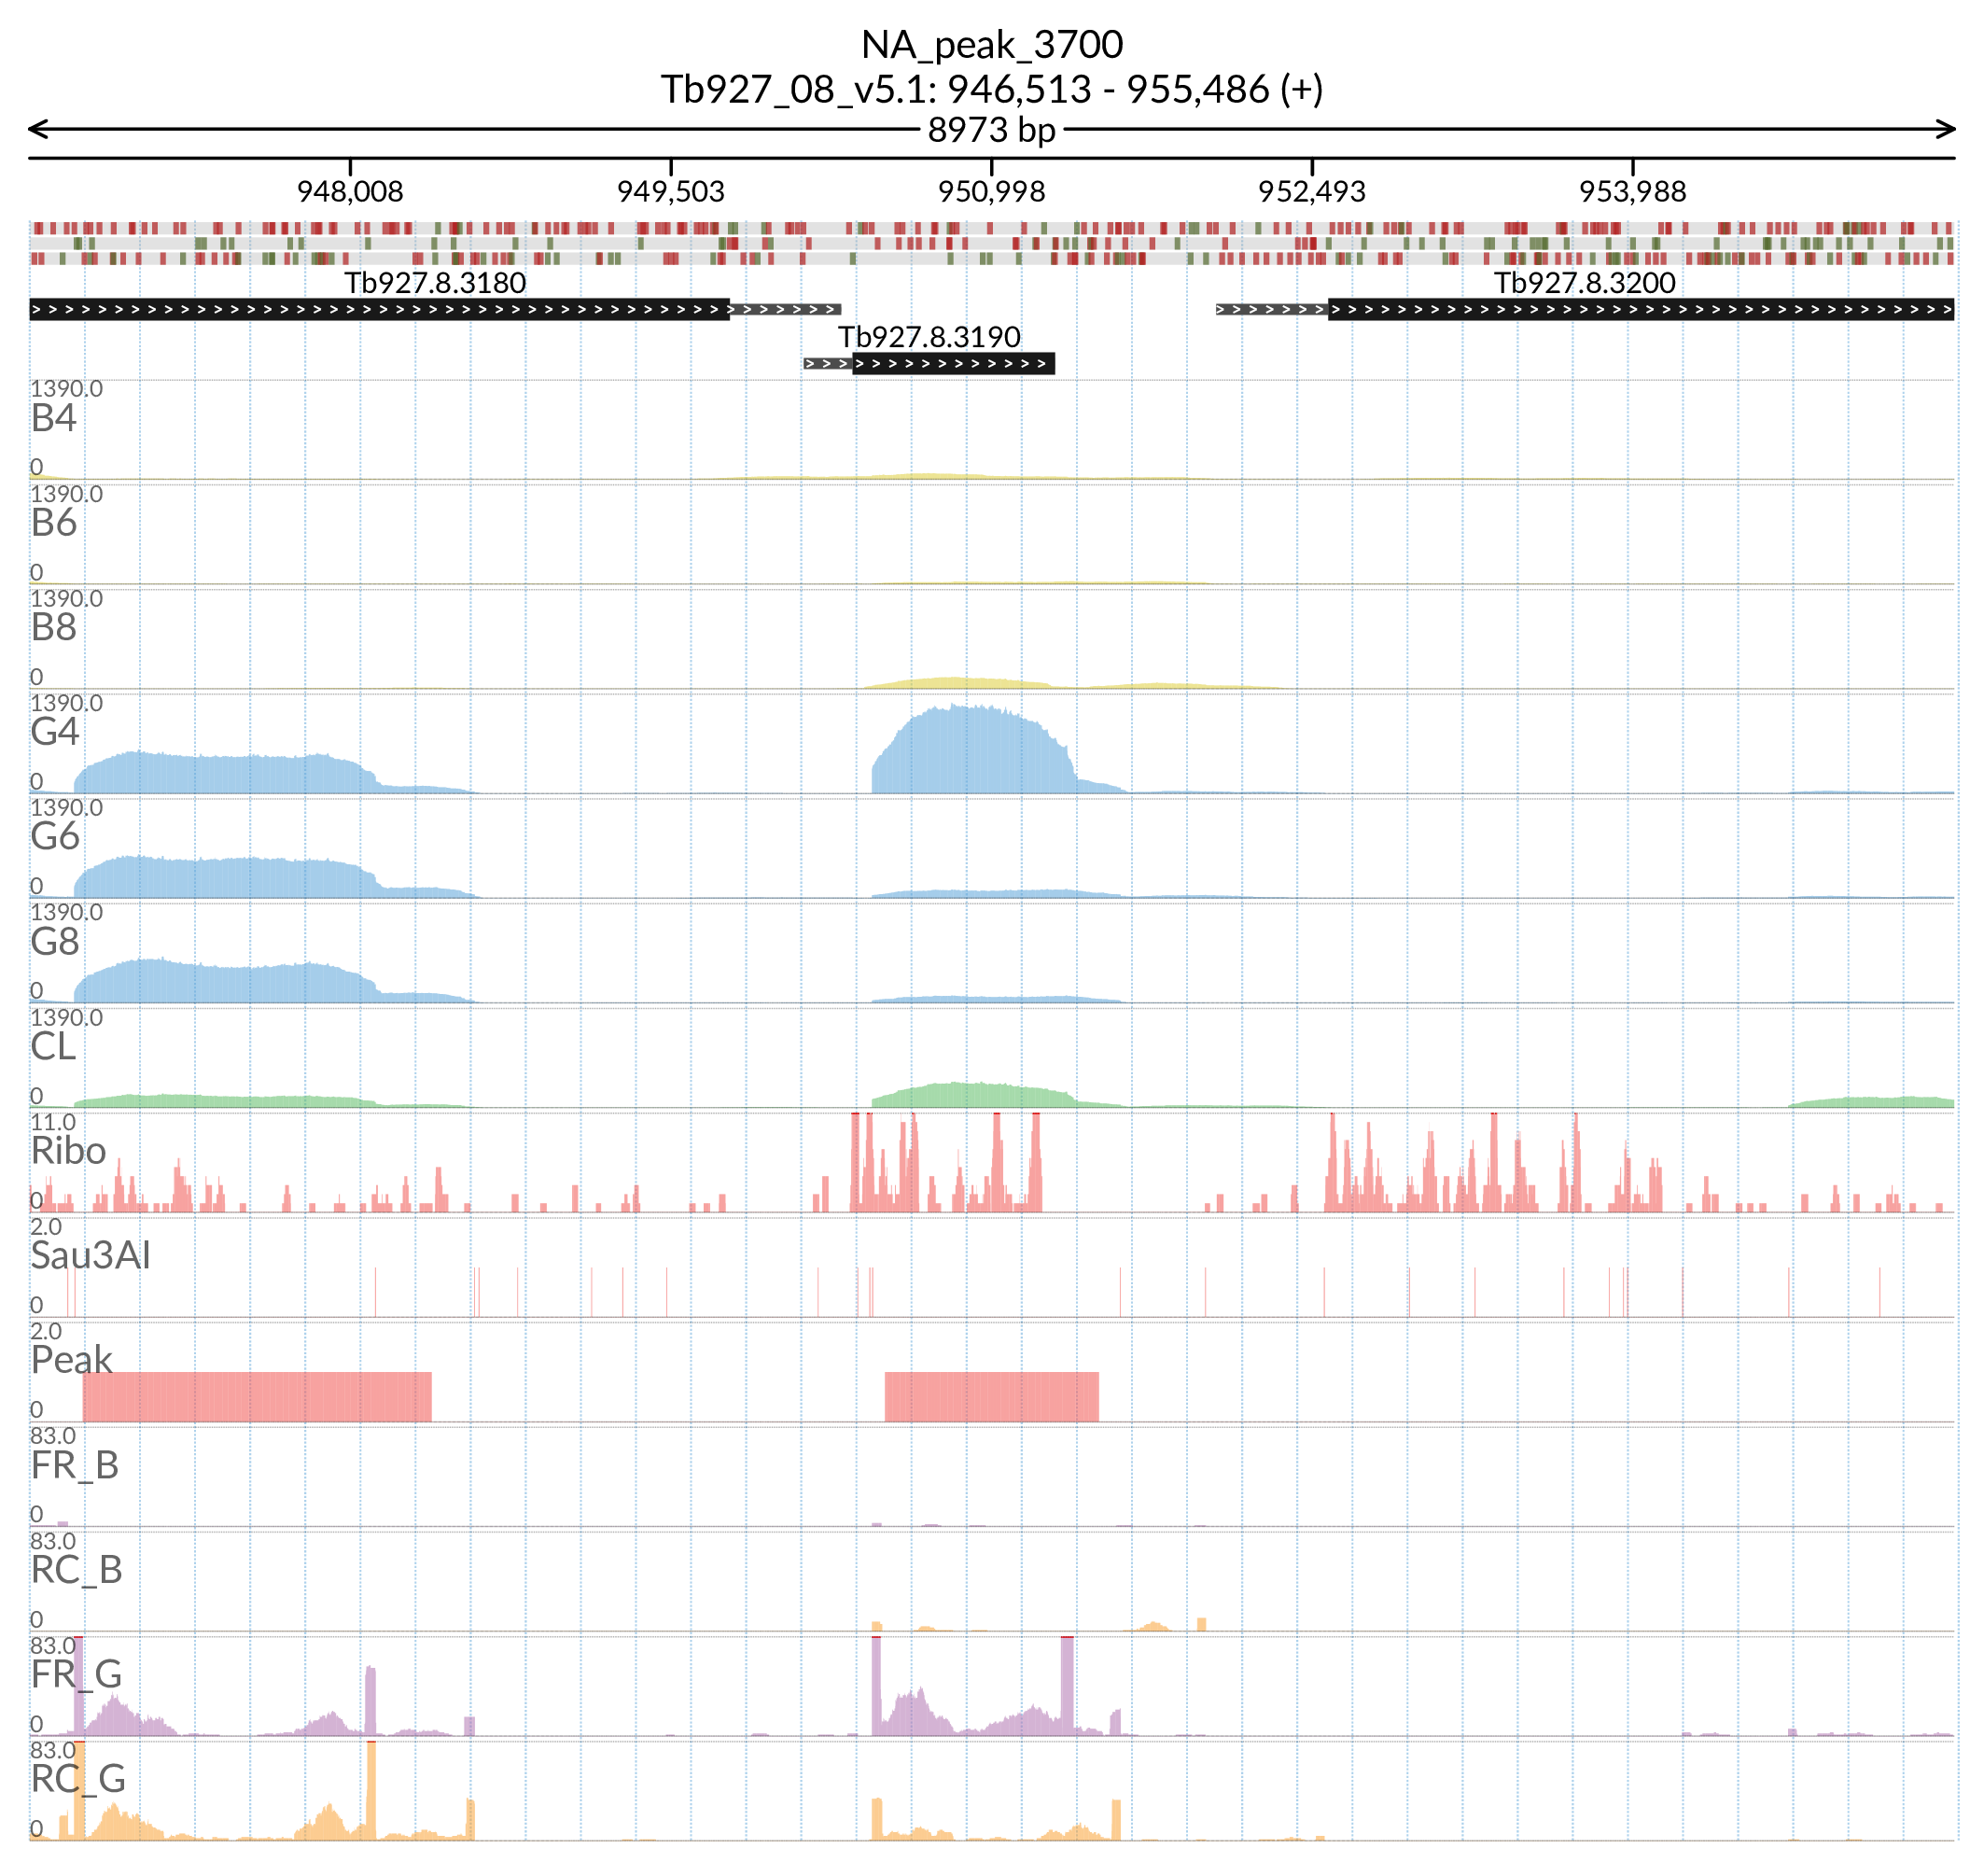 NA_peak_3700
Tb927_08_v5.1: 946,513 - 955,486 (+)
8973 bp
948,008 949,503 950,998 952,493 953,988
Tb927.8.3180 Tb927.8.3200
Tb927.8.3190
1390.0
B4
0
1390.0
B6
0
1390.0
B8
0
1390.0
G4
0
1390.0
G6
0
1390.0
G8
0
1390.0
CL
0
11.0
Ribo
0
2.0
Sau3AI
0
2.0
Peak
0
83.0
FR_B
0
83.0
RC_B
0
83.0
FR_G
0
83.0
RC_G
0